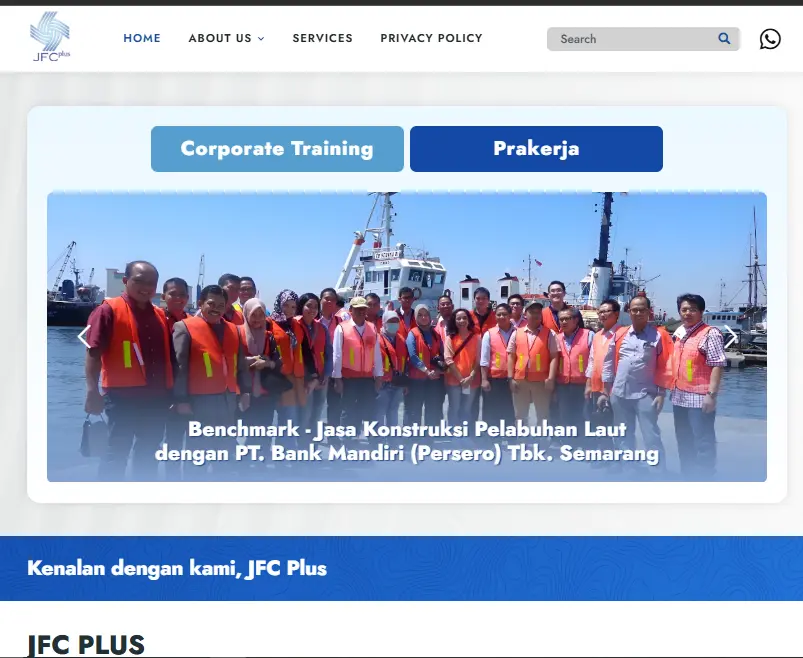 JFC plus
HOME
ABOUT US
SERVICES
PRIVACY POLICY
Search
Corporate Training
Prakerja
Benchmark - Jasa Konstruksi Pelabuhan Laut
dengan PT. Bank Mandiri (Persero) Tbk. Semarang
Kenalan dengan kami, JFC Plus
JFC PLUS